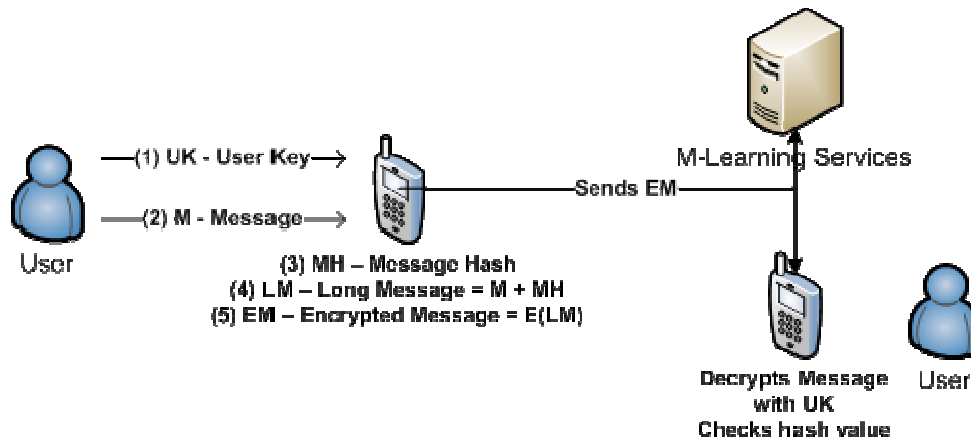 (1) UK - User Key
(2) M - Message
User
(3) MH – Message Hash
(4) LM – Long Message = M + MH
(5) EM – Encrypted Message = E(LM)
Sends EM
M-Learning Services
Decrypts Message
with UK
Checks hash value
User